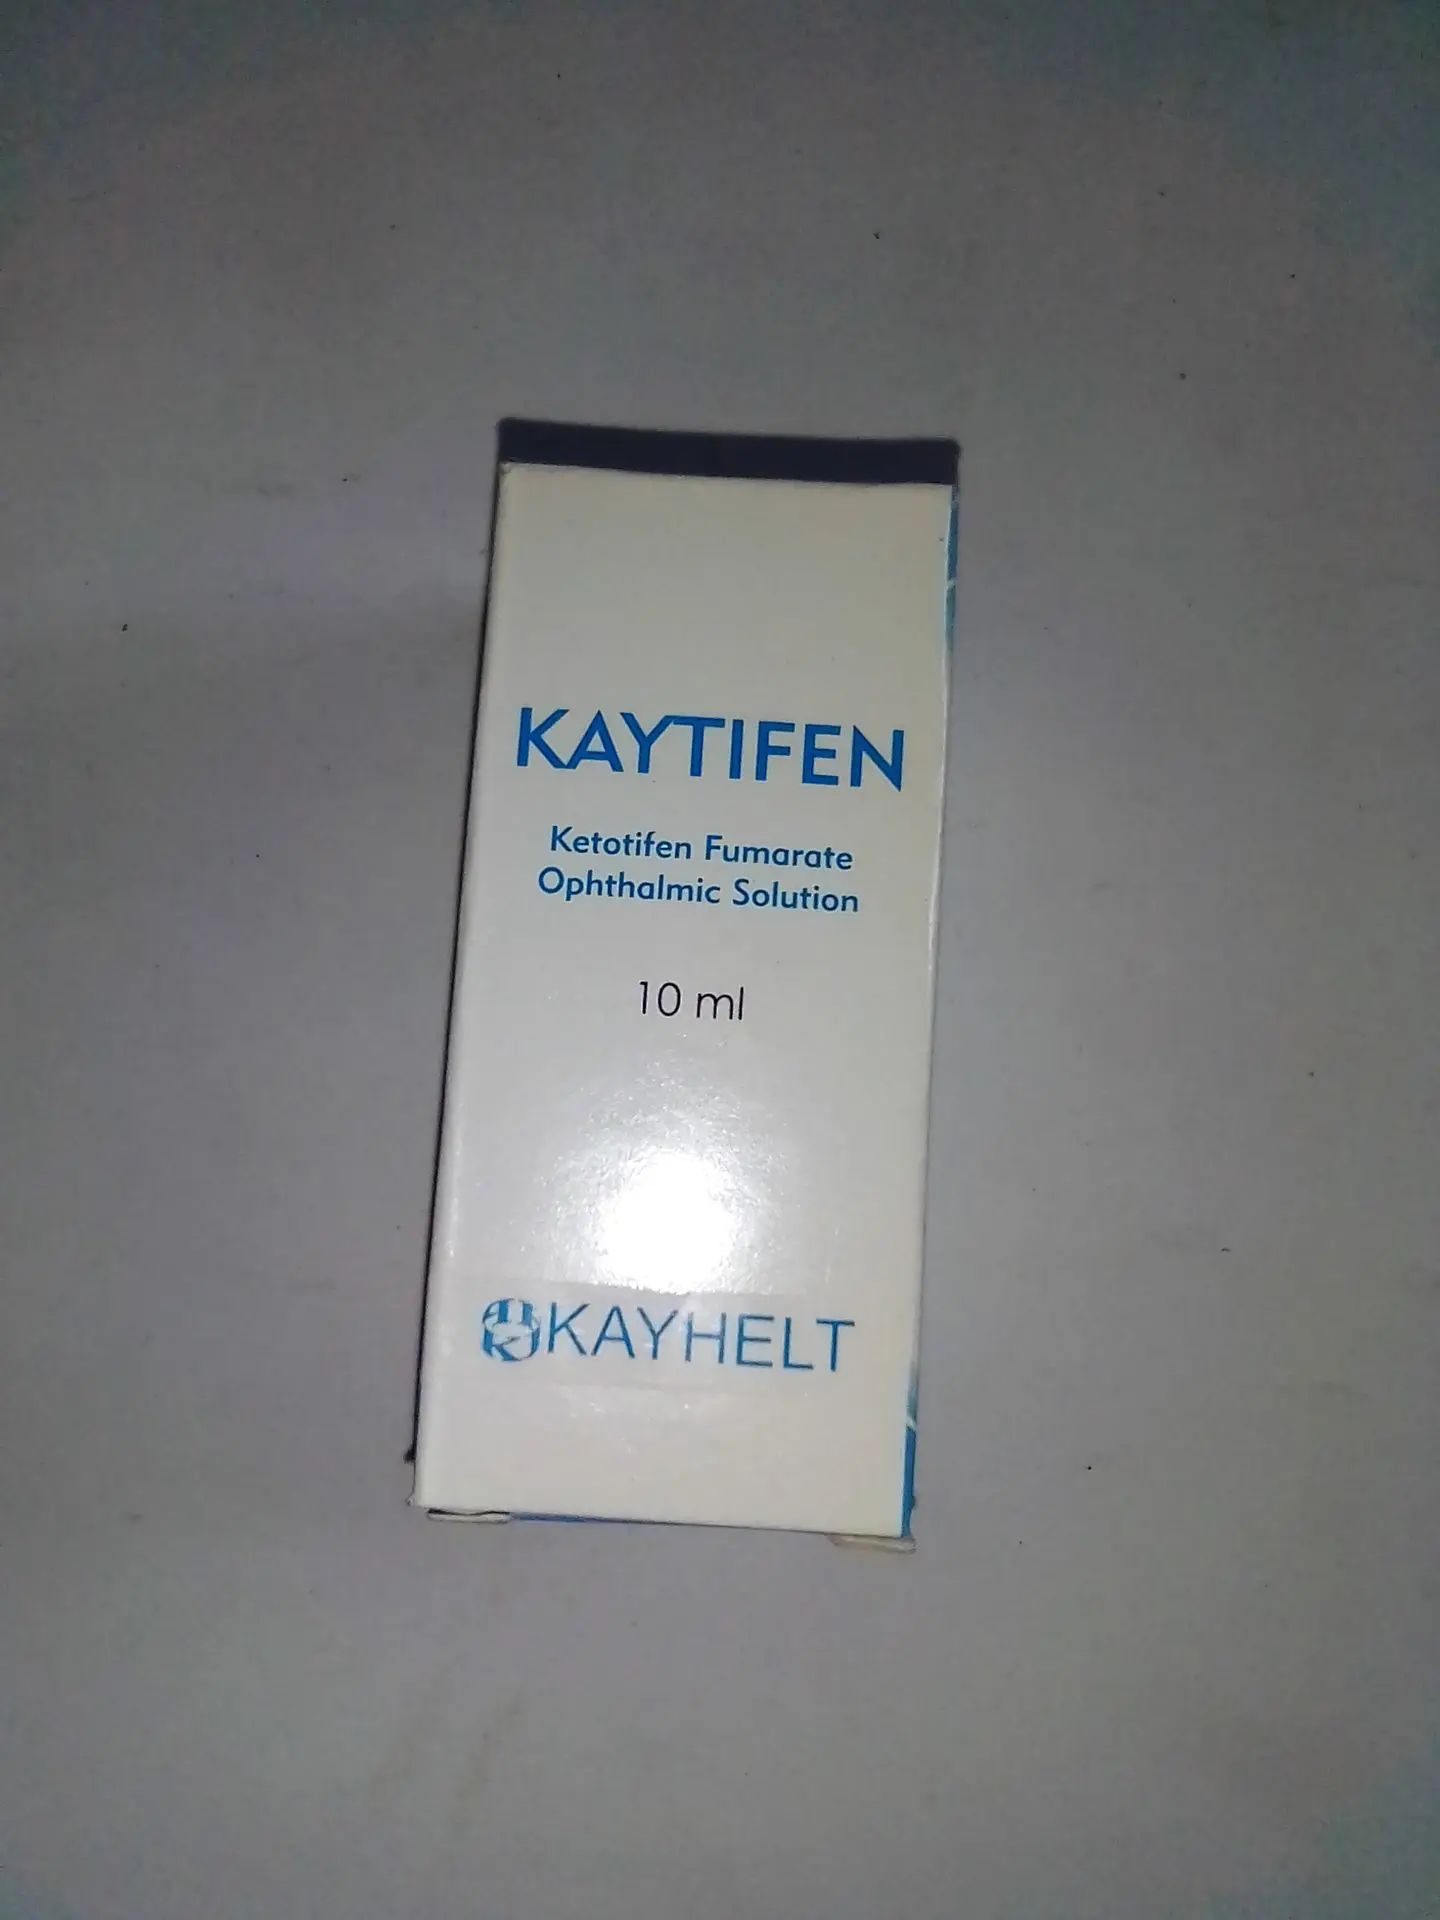 KAYTIFEN
Ketotifen Fumarate
Ophthalmic Solution
10 ml
KAYHELT